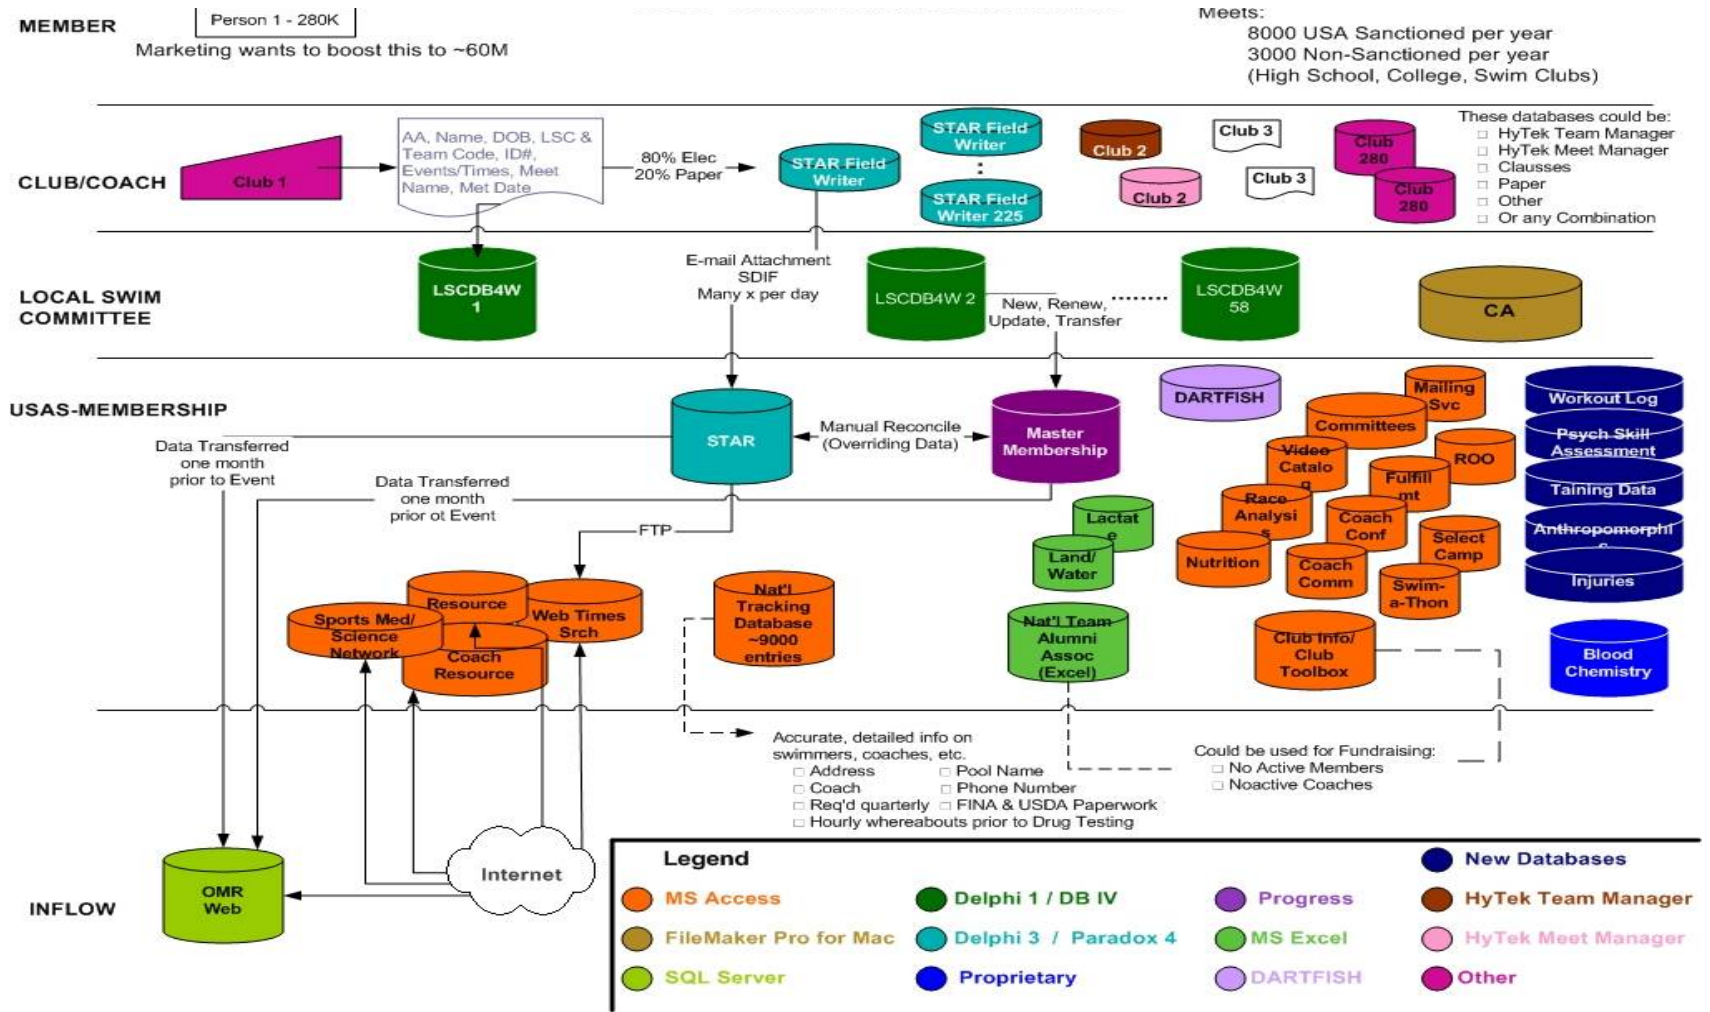 MEMBER
Person 1 - 280K
Marketing wants to boost this to ~60M
Meets:
8000 USA Sanctioned per year
3000 Non-Sanctioned per year
(High School, College, Swim Clubs)
CLUB/COACH
Club 1
AA, Name, DOB, LSC &
Team Code, ID#,
Events/Times, Meet
Name, Met Date
80% Elec
20% Paper
STAR Field
Writer
STAR Field
Writer
STAR Field
Writer 225
Club 2
Club 2
Club 3
Club 3
Club
280
Club
280
These databases could be:
HyTek Team Manager
HyTek Meet Manager
Clausses
Paper
Other
Or any Combination
LOCAL SWIM
COMMITTEE
LSCDB4W
1
E-mail Attachment
SDIF
Many x per day
LSCDB4W 2
New, Renew,
Update, Transfer
LSCDB4W
58
CA
USAS-MEMBERSHIP
Data Transferred
one month
prior to Event
Data Transferred
one month
prior ot Event
STAR
Manual Reconcile
(Overriding Data)
Master
Membership
FTP
DARTFISH
Mailing
Svc
Committees
Video
Catalo
g
ROO
Fulfill
mt
Race
Analysi
s
Coach
Conf
Select
Camp
Nutrition
Coach
Comm
Swim-
a-Thon
Workout Log
Psych Skill
Assessment
Taining Data
Anthropomorphi
c
Injuries
Lactat
e
Land/
Water
Resource
Sports Med/
Science
Network
Web Times
Srch
Coach
Resource
Nat'l
Tracking
Database
~9000
entries
Nat'l Team
Alumni
Assoc
(Excel)
Club Info/
Club
Toolbox
Blood
Chemistry
Accurate, detailed info on
swimmers, coaches, etc.
Address
Pool Name
Coach
Phone Number
Req'd quarterly
FINA & USDA Paperwork
Hourly whereabouts prior to Drug Testing
Could be used for Fundraising:
No Active Members
Noactive Coaches
INFLOW
OMR
Web
Internet
Legend
New Databases
MS Access
Delphi 1 / DB IV
Progress
HyTek Team Manager
FileMaker Pro for Mac
Delphi 3 / Paradox 4
MS Excel
HyTek Meet Manager
SQL Server
Proprietary
DARTFISH
Other